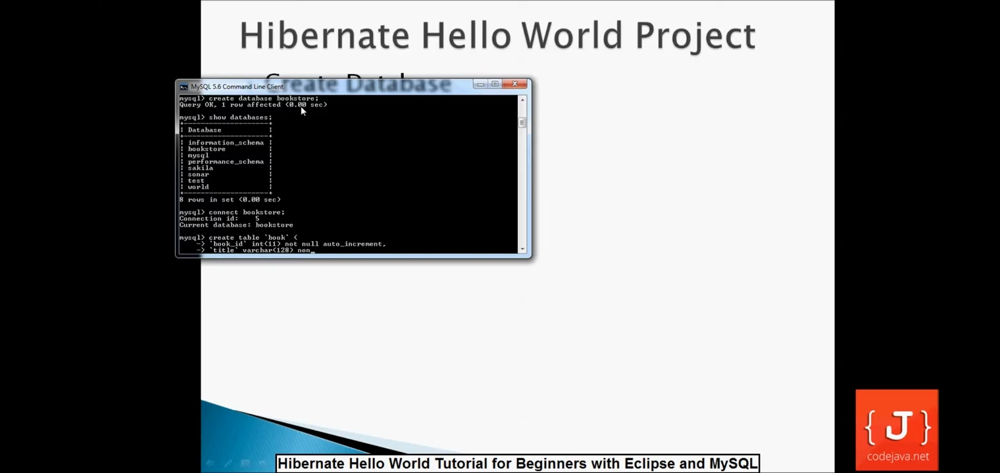 Hibernate Hello World Project
Create Database
MySQL 5.6 Command Line Client
mysql> create database bookstore;
Query OK, 1 row affected (0.00 sec)
mysql> show databases;
+--------------------+
| Database           |
+--------------------+
| information_schema |
| bookstore          |
| mysql              |
| performance_schema |
| sakila             |
| sonar              |
| test               |
| world              |
+--------------------+
8 rows in set (0.00 sec)
mysql> connect bookstore;
Connection id:    5
Current database: bookstore
mysql> create table `book` (
    -> `book_id` int(11) not null auto_increment,
    -> `title` varchar(128) non_
{ J }
codejava.net
Hibernate Hello World Tutorial for Beginners with Eclipse and MySQL